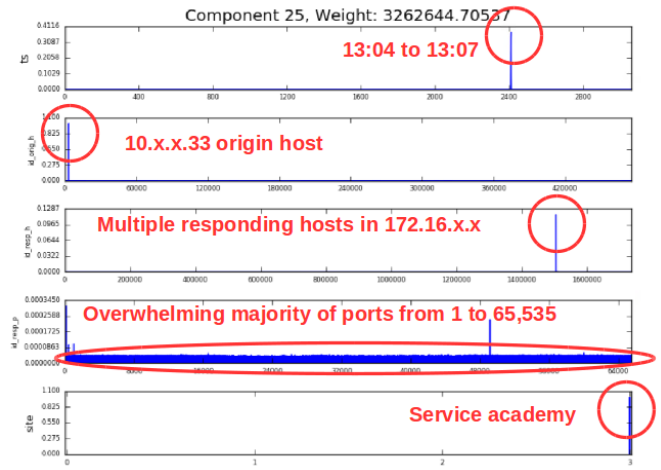 Component 25, Weight: 3262644.70537
0.4116
0.3087
0.2058
0.1029
0.0000
ts
13:04 to 13:07
0 400 800 1200 1600 2000 2400 2800
1.100
0.825
0.550
0.275
0.000
id_orig_h
10.x.x.33 origin host
0 60000 120000 180000 240000 300000 360000 420000
0.1287
0.0965
0.0644
0.0322
0.0000
id_resp_h
Multiple responding hosts in 172.16.x.x
0 200000 400000 600000 800000 1000000 1200000 1400000 1600000
0.0003450
0.0002588
0.0001725
0.0000863
0.0000000
id_resp_p
Overwhelming majority of ports from 1 to 65,535
0 8000 16000 24000 32000 40000 48000 56000 64000
1.100
0.825
0.550
0.275
0.000
site
Service academy
0 1 2 3